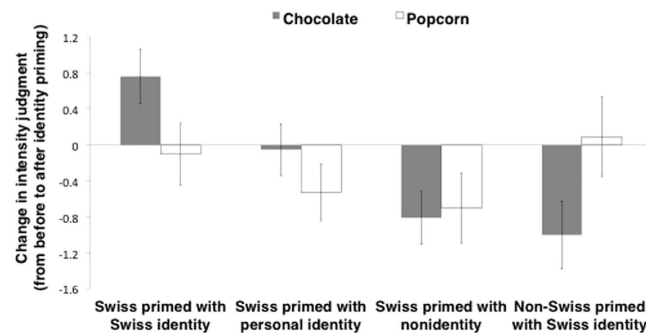 Chocolate Popcorn
Change in intensity judgment
(from before to after identity priming)
1.2
0.8
0.4
0
-0.4
-0.8
-1.2
-1.6
Swiss primed with Swiss primed with Swiss primed with Non-Swiss primed
Swiss identity personal identity nonidentity with Swiss identity